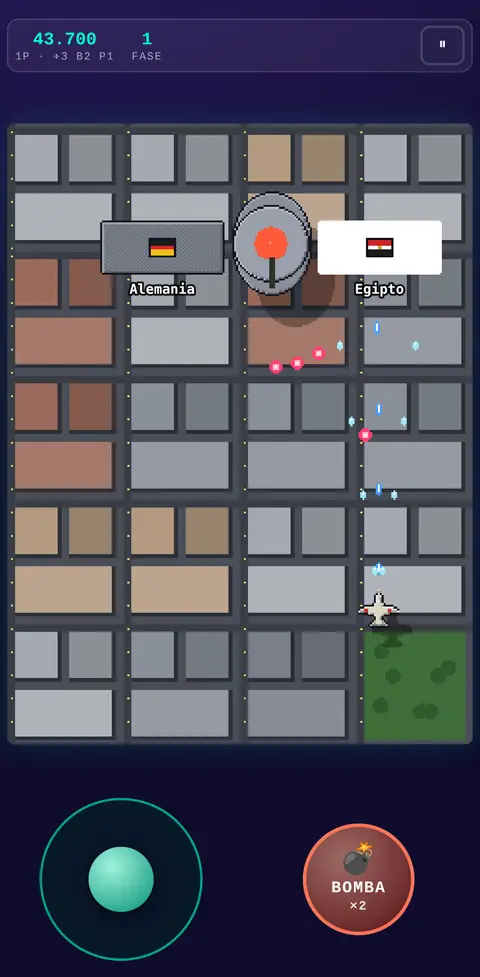 43.700
1
1P · ✈3 B2 P1
FASE
Alemania
Egipto
BOMBA
×2